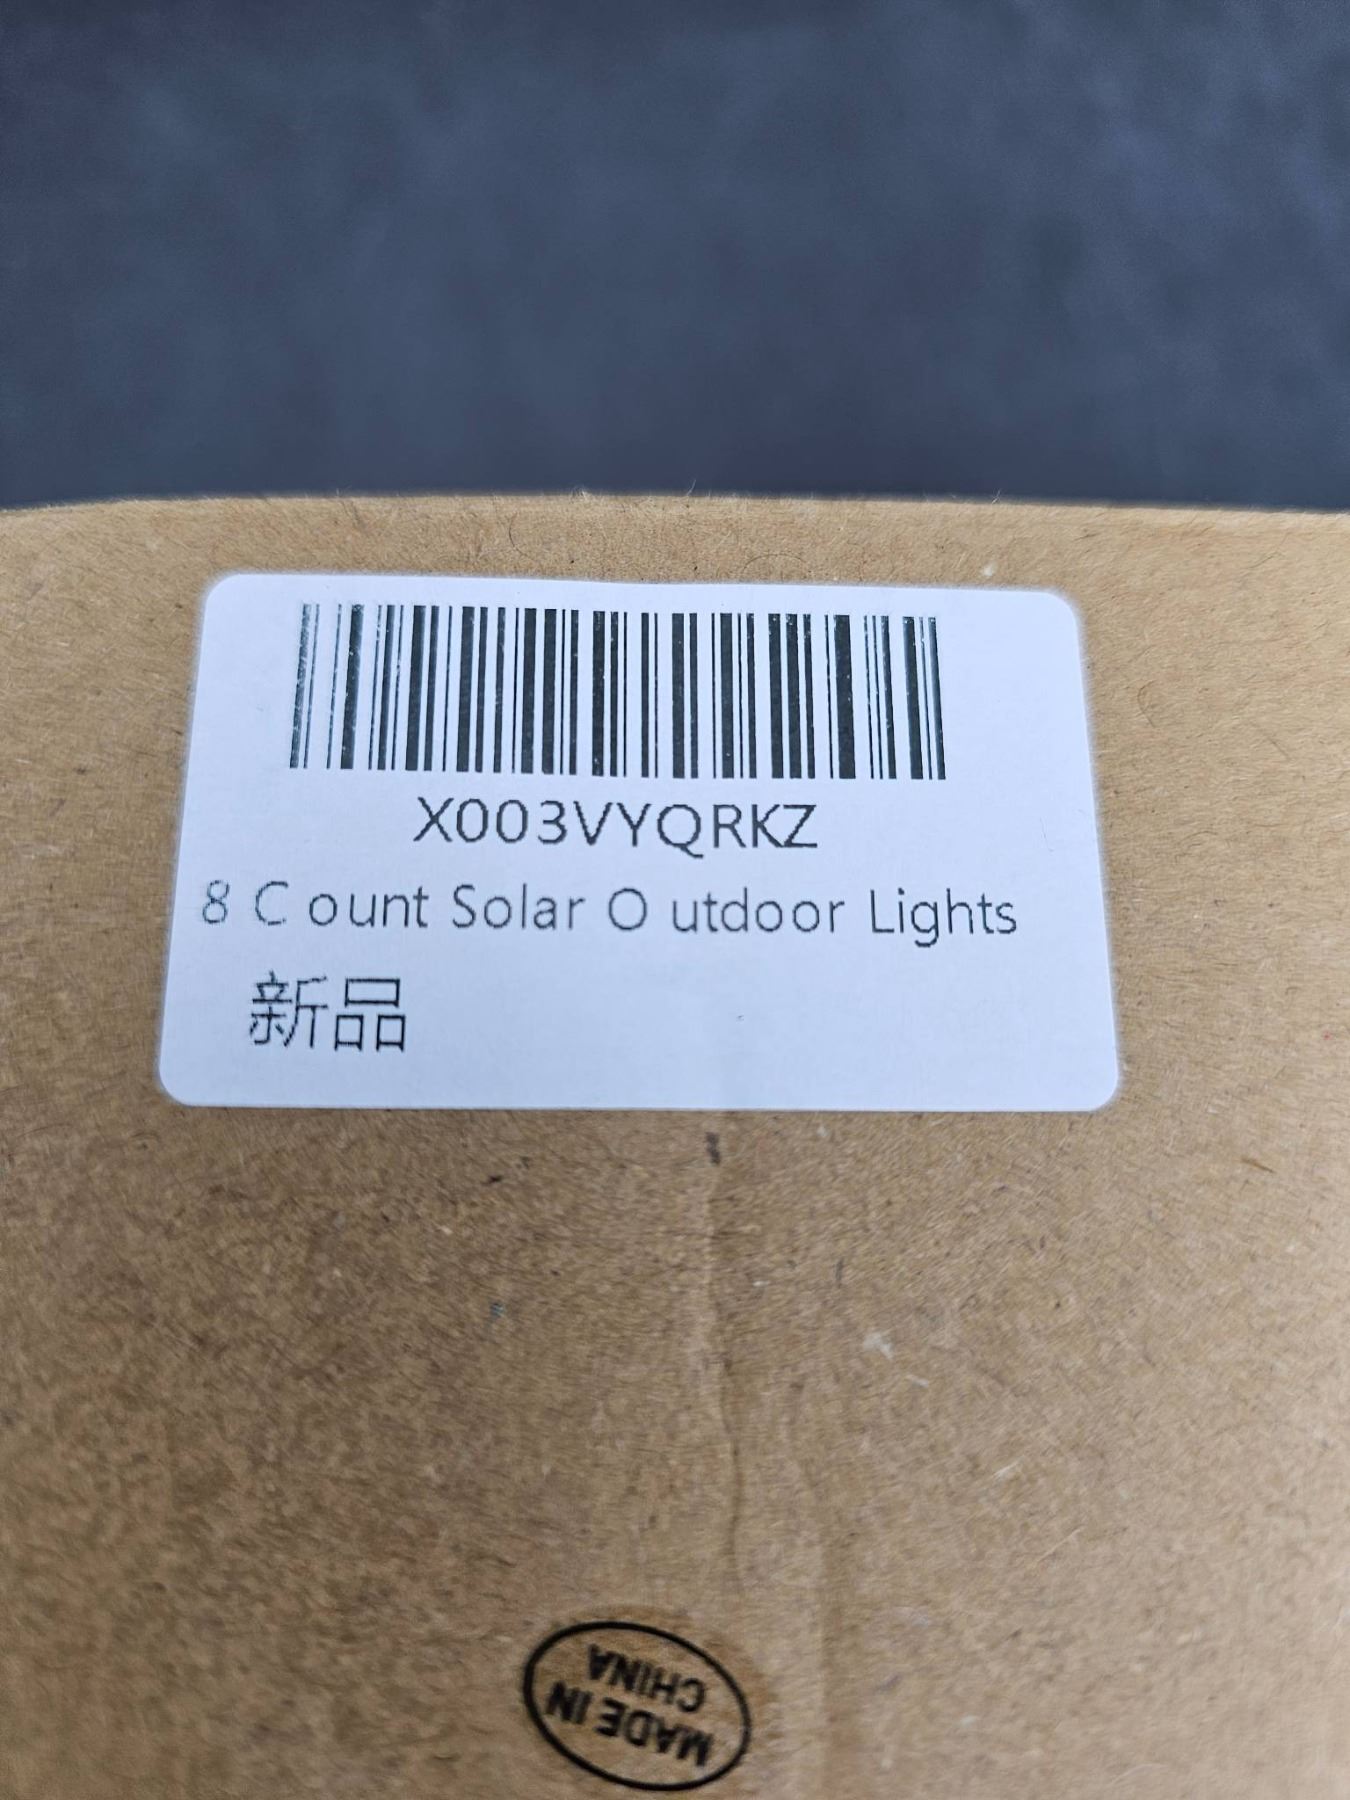 X003VYQRKZ
8 C ount Solar O utdoor Lights
新品
MADE IN
CHINA